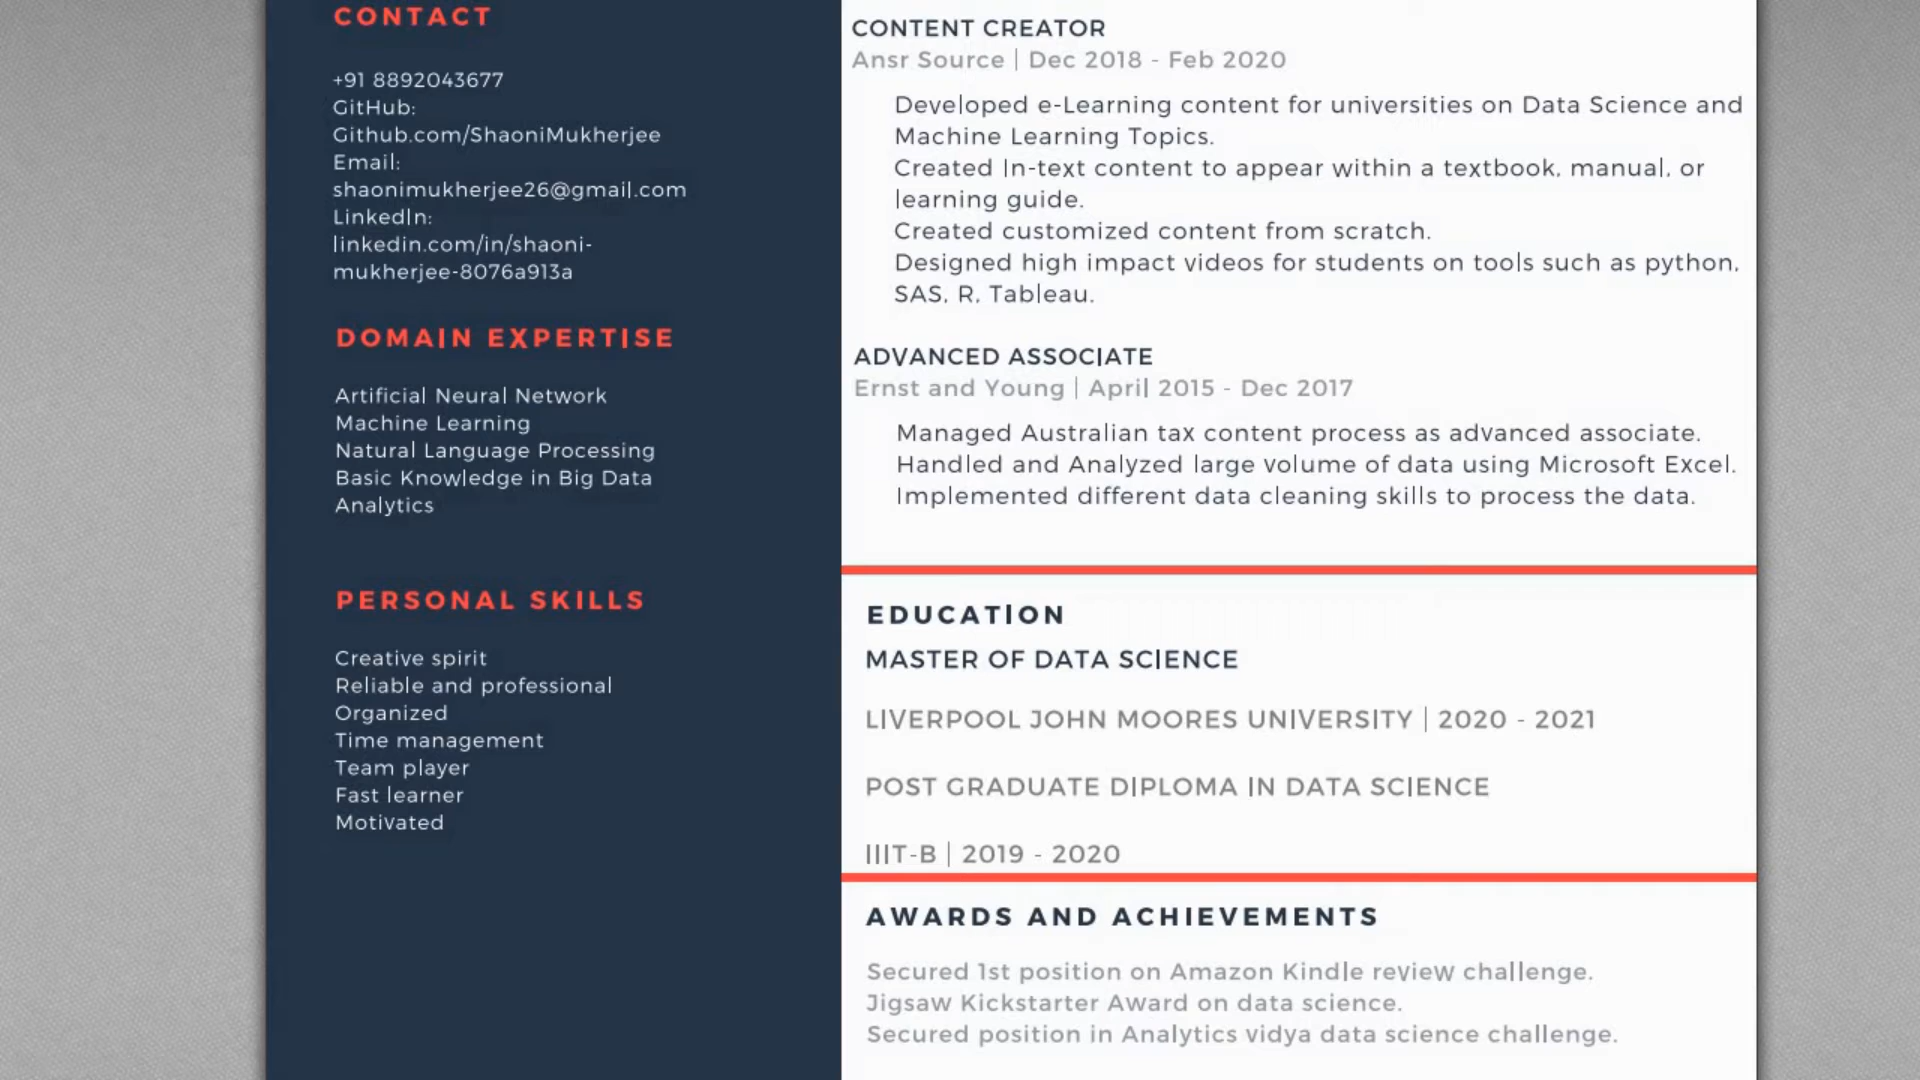 CONTACT
+91 8892043677
GitHub:
Github.com/ShaoniMukherjee
Email:
shaonimukherjee26@gmail.com
LinkedIn:
linkedin.com/in/shaoni-
mukherjee-8076a913a
DOMAIN EXPERTISE
Artificial Neural Network
Machine Learning
Natural Language Processing
Basic Knowledge in Big Data
Analytics
PERSONAL SKILLS
Creative spirit
Reliable and professional
Organized
Time management
Team player
Fast learner
Motivated
CONTENT CREATOR
Ansr Source | Dec 2018 - Feb 2020
Developed e-Learning content for universities on Data Science and
Machine Learning Topics.
Created In-text content to appear within a textbook, manual, or
learning guide.
Created customized content from scratch.
Designed high impact videos for students on tools such as python,
SAS, R, Tableau.
ADVANCED ASSOCIATE
Ernst and Young | April 2015 - Dec 2017
Managed Australian tax content process as advanced associate.
Handled and Analyzed large volume of data using Microsoft Excel.
Implemented different data cleaning skills to process the data.
EDUCATION
MASTER OF DATA SCIENCE
LIVERPOOL JOHN MOORES UNIVERSITY | 2020 - 2021
POST GRADUATE DIPLOMA IN DATA SCIENCE
IIIT-B | 2019 - 2020
AWARDS AND ACHIEVEMENTS
Secured 1st position on Amazon Kindle review challenge.
Jigsaw Kickstarter Award on data science.
Secured position in Analytics vidya data science challenge.